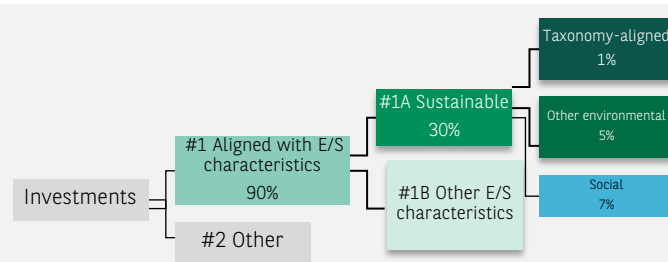 Taxonomy-aligned
1%
#1A Sustainable
30%
Other environmental
5%
#1 Aligned with E/S
characteristics
90%
Social
7%
Investments
#1B Other E/S
characteristics
#2 Other